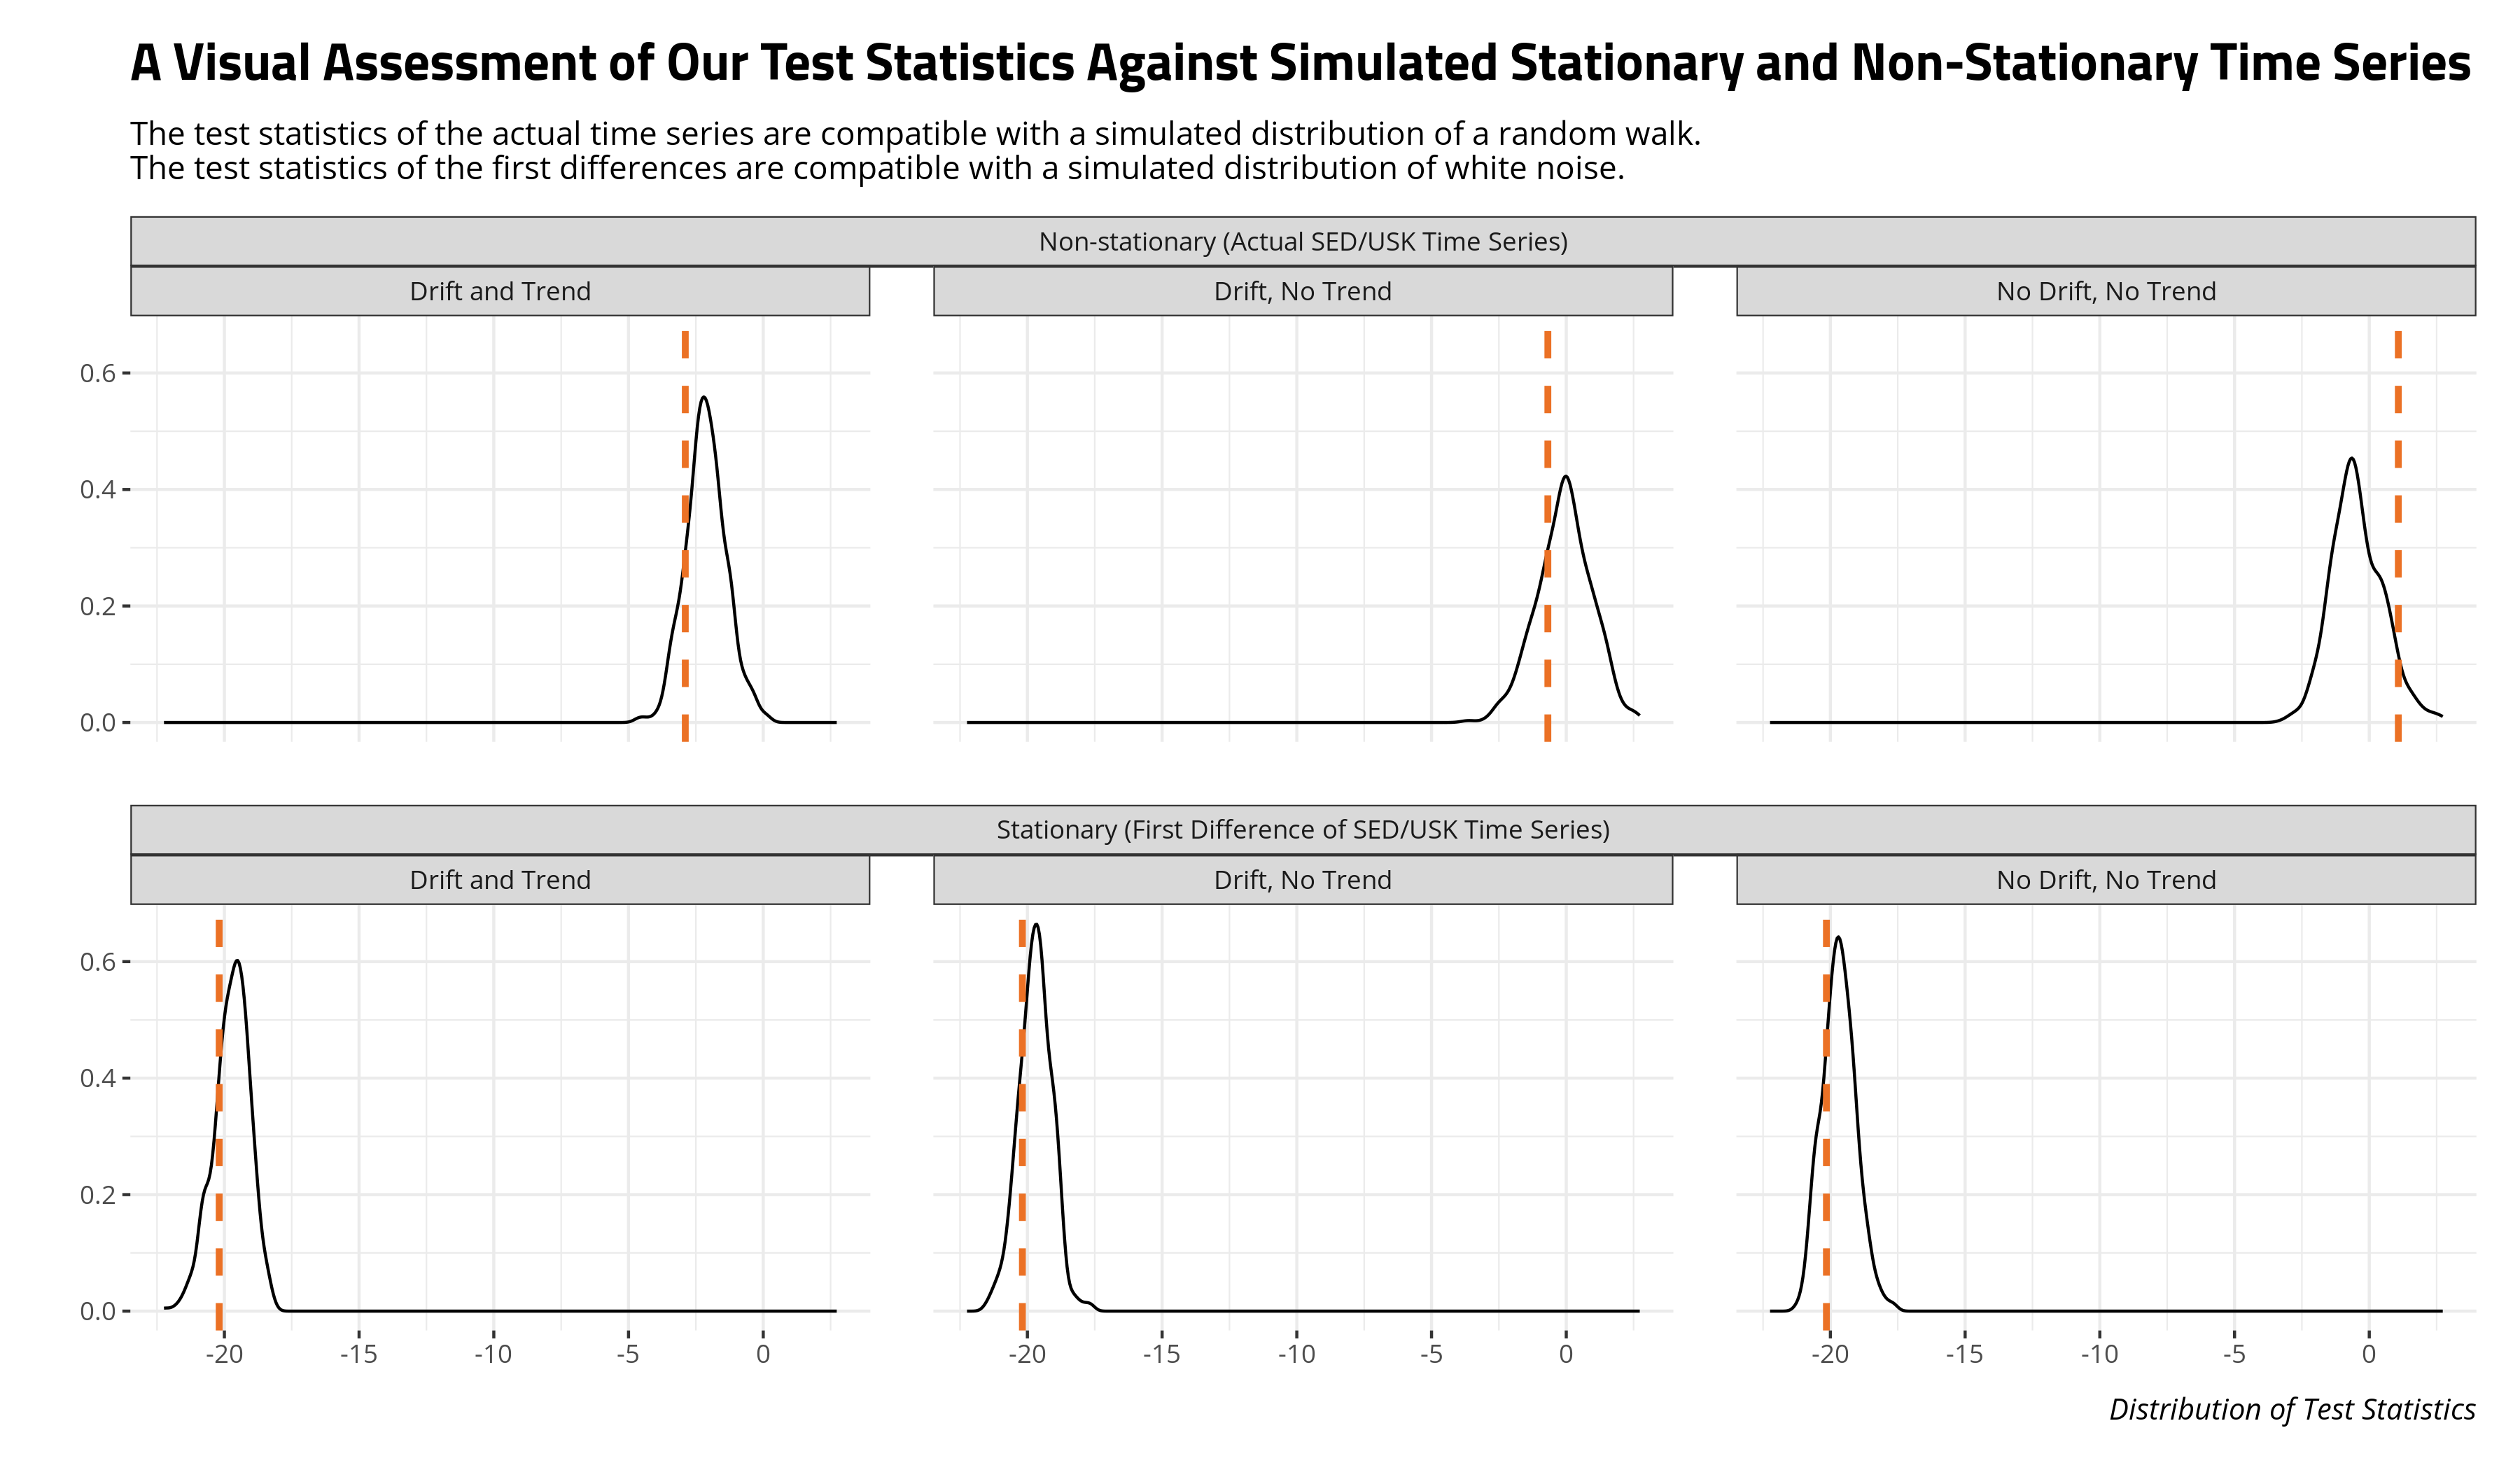 A Visual Assessment of Our Test Statistics Against Simulated Stationary and Non-Stationary Time Series
The test statistics of the actual time series are compatible with a simulated distribution of a random walk.
The test statistics of the first differences are compatible with a simulated distribution of white noise.
Non-stationary (Actual SED/USK Time Series)
Drift and Trend
Drift, No Trend
No Drift, No Trend
0.6
0.4
0.2
0.0
Stationary (First Difference of SED/USK Time Series)
Drift and Trend
Drift, No Trend
No Drift, No Trend
0.6
0.4
0.2
0.0
-20 -15 -10 -5 0
-20 -15 -10 -5 0
-20 -15 -10 -5 0
Distribution of Test Statistics